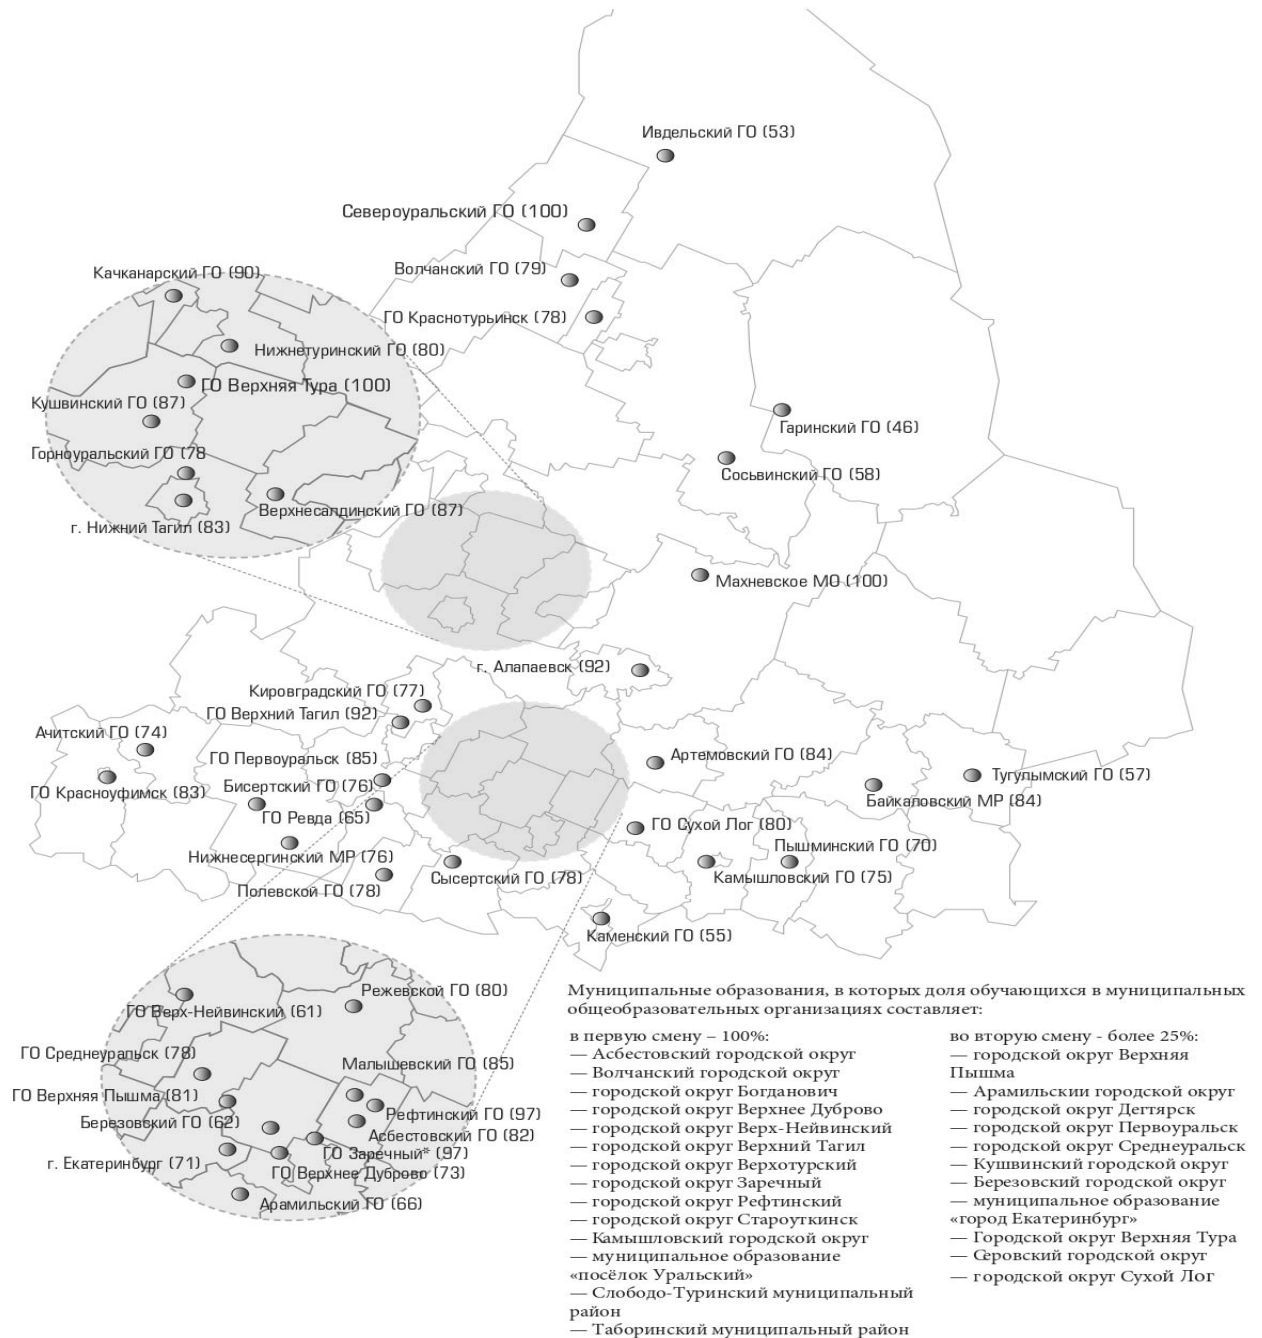 Ивдельский ГО (53)
Североуральский ГО (100)
Волчанский ГО (79)
Качканарский ГО (90)
ГО Краснотурьинск (78)
Нижнетуринский ГО (80)
ГО Верхняя Тура (100)
Кушвинский ГО (87)
Гаринский ГО (46)
Горноуральский ГО (78
Сосьвинский ГО (58)
Верхнесалдинский ГО (87)
г. Нижний Тагил (83)
Махневское МО (100)
г. Алапаевск (92)
Кировградский ГО (77)
ГО Верхний Тагил (92)
Ачитский ГО (74)
ГО Первоуральск (85)
Артемовский ГО (84)
Тугулымский ГО (57)
Бисертский ГО (76)
ГО Красноуфимск (83)
Байкаловский МР (84)
ГО Ревда (65)
ГО Сухой Лог (80)
Пышминский ГО (70)
Нижнесергинский МР (76)
Камышловский ГО (75)
Сысертский ГО (78)
Полевской ГО (78)
Каменский ГО (55)
Режевской ГО (80)
ГО Верх-Нейвинский (61)
ГО Среднеуральск (78)
Малышевский ГО (85)
ГО Верхняя Пышма (81)
Рефтинский ГО (97)
Березовский ГО (62)
Асбестовский ГО (82)
ГО Заречный* (97)
г. Екатеринбург (71)
ГО Верхнее Дуброво (73)
Арамильский ГО (66)
Муниципальные образования, в которых доля обучающихся в муниципальных
общеобразовательных организациях составляет:
в первую смену – 100%:
— Асбестовский городской округ
— Волчанский городской округ
— городской округ Богданович
— городской округ Верхнее Дуброво
— городской округ Верх-Нейвинский
— городской округ Верхний Тагил
— городской округ Верхотурский
— городской округ Заречный
— городской округ Рефтинский
— городской округ Староуткинск
— Камышловский городской округ
— муниципальное образование
«посёлок Уральский»
— Слободо-Туринский муниципальный
район
— Таборинский муниципальный район
во вторую смену - более 25%:
— городской округ Верхняя
Пышма
— Арамильскии городской округ
— городской округ Дегтярск
— городской округ Первоуральск
— городской округ Среднеуральск
— Кушвинский городской округ
— Березовский городской округ
— муниципальное образование
«город Екатеринбург»
— Городской округ Верхняя Тура
— Серовский городской округ
— городской округ Сухой Лог